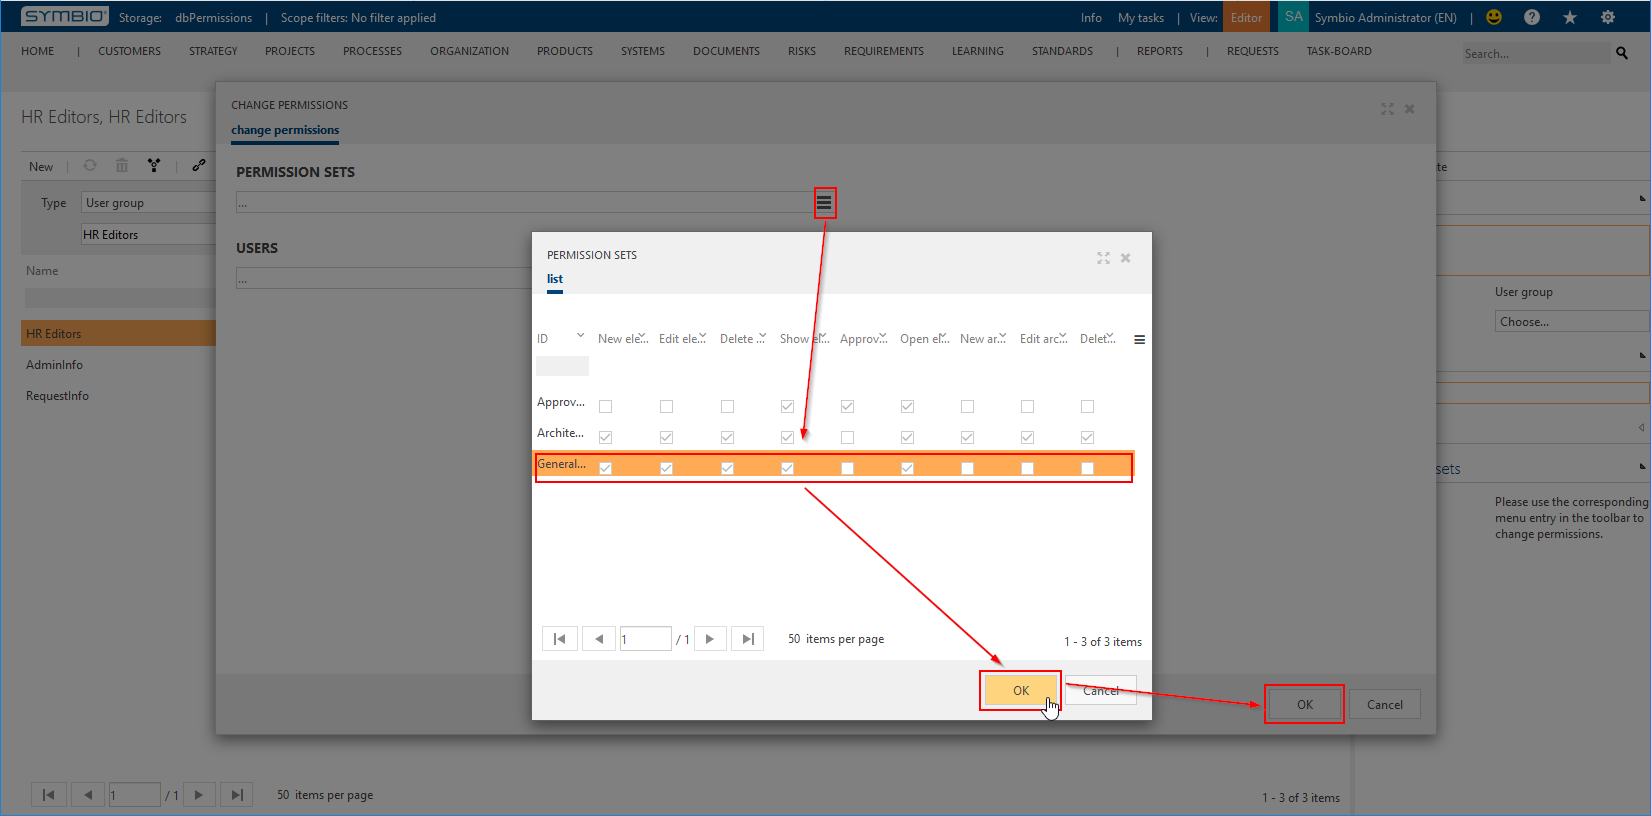 SYMBIO Storage: dbPermissions | Scope filters: No filter applied Info My tasks | View: Editor SA Symbio Administrator (EN) |
HOME | CUSTOMERS STRATEGY PROJECTS PROCESSES ORGANIZATION PRODUCTS SYSTEMS DOCUMENTS RISKS REQUIREMENTS LEARNING STANDARDS | REPORTS | REQUESTS TASK-BOARD Search...
CHANGE PERMISSIONS
HR Editors, HR Editors
change permissions
New
PERMISSION SETS
Type User group
...
HR Editors
USERS
PERMISSION SETS
Name
...
list
User group
Choose...
HR Editors
ID New ele... Edit ele... Delete ... Show el... Approv... Open el... New ar... Edit arc... Delet...
AdminInfo
RequestInfo
Approv...
Archite...
General...
sets
Please use the corresponding
menu entry in the toolbar to
change permissions.
1 / 1 50 items per page 1 - 3 of 3 items
OK Cancel
OK Cancel
1 / 1 50 items per page 1 - 3 of 3 items